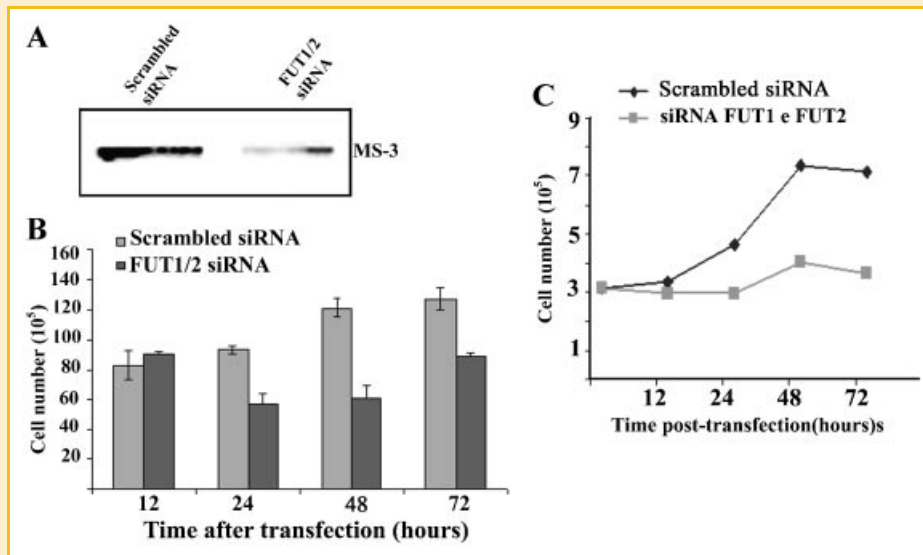 A
Scrambled
siRNA
FUT1/2
siRNA
MS-3
B
Scrambled siRNA
FUT1/2 siRNA
Cell number (10⁵)
160
140
120
100
80
60
40
20
12 24 48 72
Time after transfection (hours)
C
Scrambled siRNA
siRNA FUT1 e FUT2
Cell number (10⁵)
9
7
5
3
1
12 24 48 72
Time post-transfection(hours)s